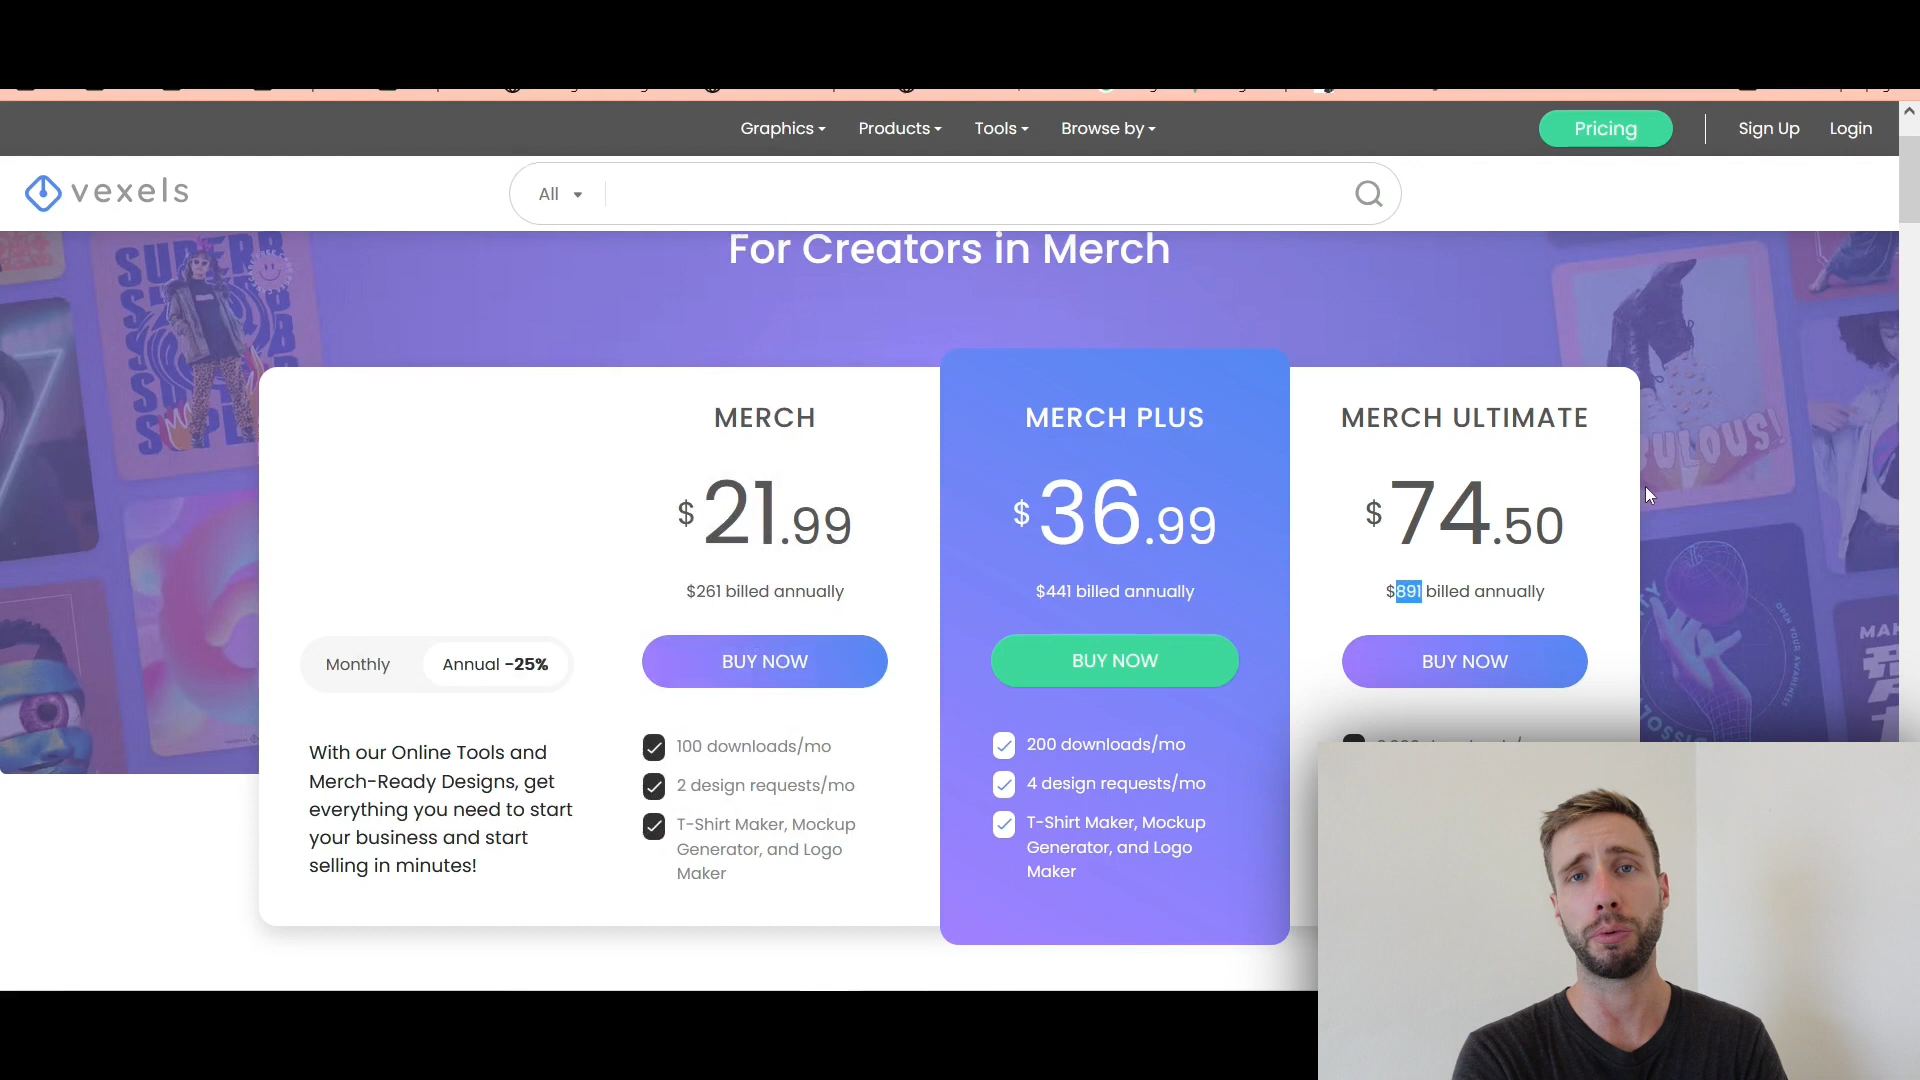 Graphics
Products
Tools
Browse by
Pricing
Sign Up
Login
vexels
All
For Creators in Merch
SUPER
MERCH
MERCH PLUS
MERCH ULTIMATE
$21.99
$36.99
$74.50
$261 billed annually
$441 billed annually
$891 billed annually
Monthly
Annual -25%
BUY NOW
BUY NOW
BUY NOW
With our Online Tools and
Merch-Ready Designs, get
everything you need to start
your business and start
selling in minutes!
100 downloads/mo
2 design requests/mo
T-Shirt Maker, Mockup
Generator, and Logo
Maker
200 downloads/mo
4 design requests/mo
T-Shirt Maker, Mockup
Generator, and Logo
Maker